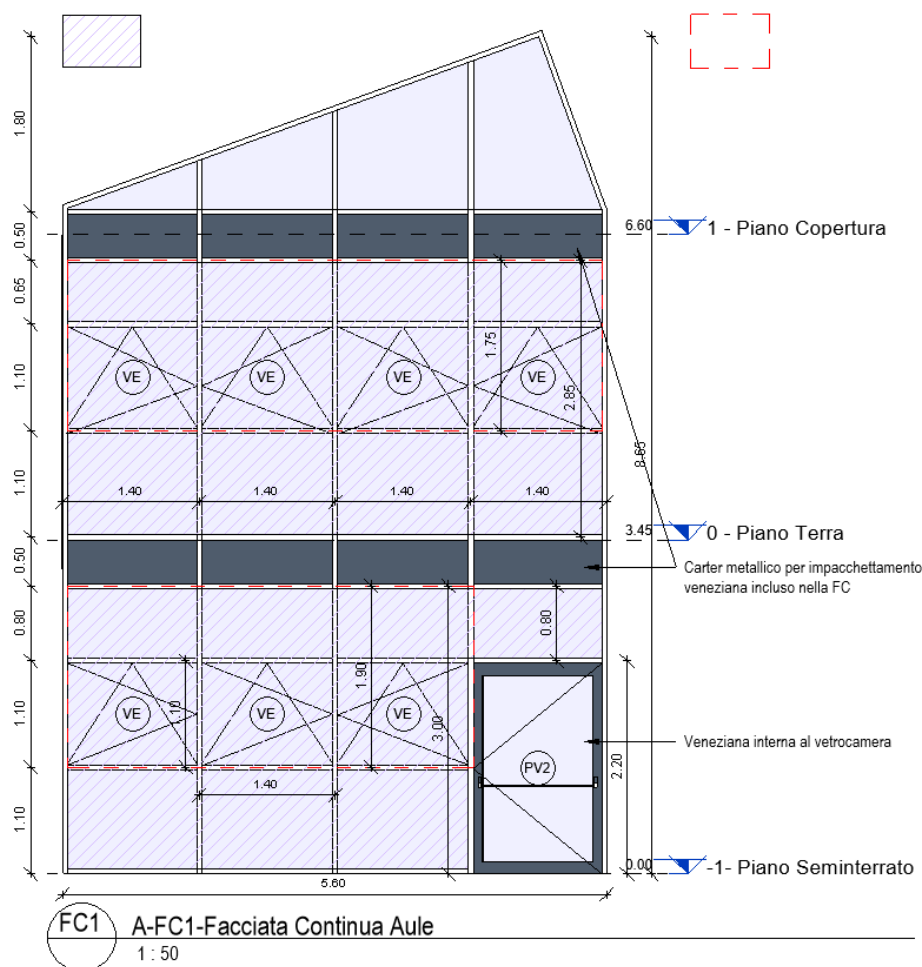 1.80
0.50
6.60
1 - Piano Copertura
0.65
1.10
1.75
2.85
VE
VE
VE
VE
8.65
1.10
1.40
1.40
1.40
1.40
3.45
0 - Piano Terra
0.50
Carter metallico per impacchettamento
veneziana incluso nella FC
0.80
0.80
1.90
3.00
1.10
1.10
VE
VE
VE
Veneziana interna al vetrocamera
2.20
PV2
1.40
1.10
0.00
-1- Piano Seminterrato
5.60
FC1
A-FC1-Facciata Continua Aule
1 : 50